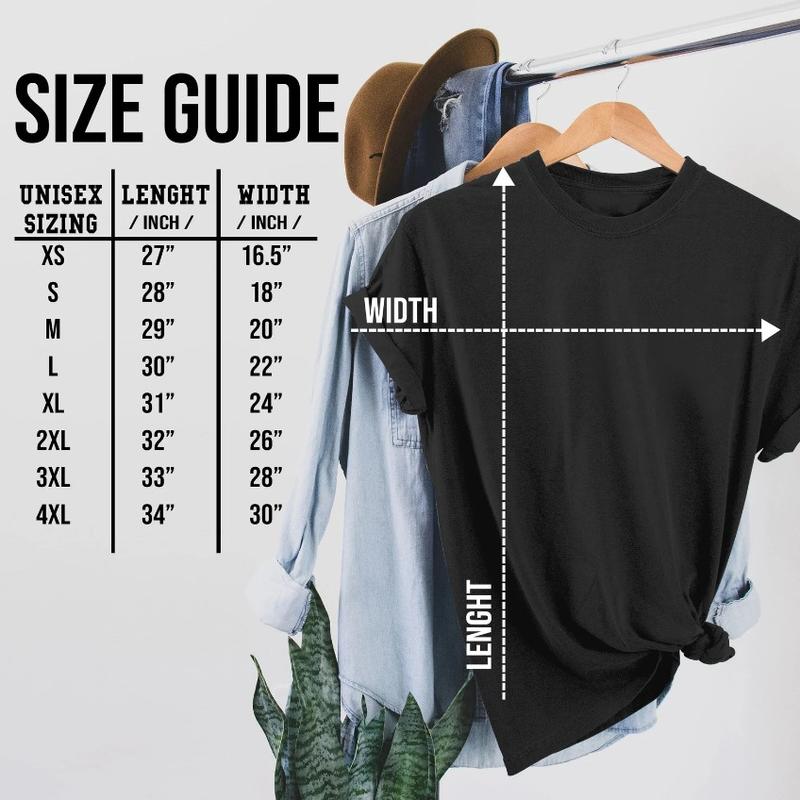 SIZE GUIDE
UNISEX SIZING LENGHT / INCH / WIDTH / INCH /
XS 27” 16.5”
S 28” 18”
M 29” 20”
L 30” 22”
XL 31” 24”
2XL 32” 26”
3XL 33” 28”
4XL 34” 30”
WIDTH
LENGHT